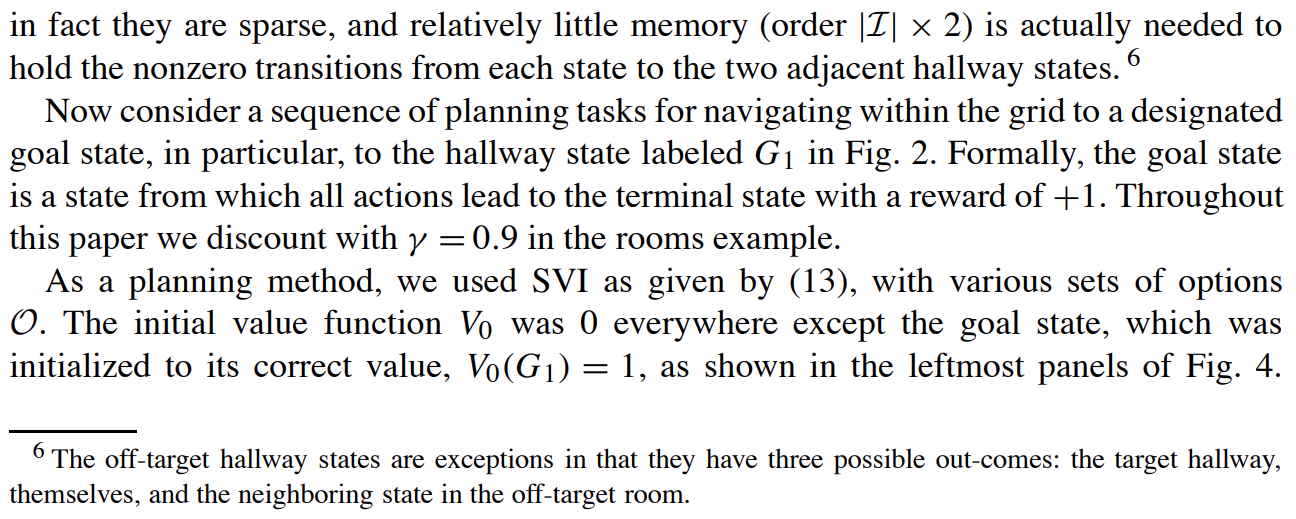 in fact they are sparse, and relatively little memory (order |ℐ| × 2) is actually needed to
hold the nonzero transitions from each state to the two adjacent hallway states. ⁶
Now consider a sequence of planning tasks for navigating within the grid to a designated
goal state, in particular, to the hallway state labeled G₁ in Fig. 2. Formally, the goal state
is a state from which all actions lead to the terminal state with a reward of +1. Throughout
this paper we discount with γ = 0.9 in the rooms example.
As a planning method, we used SVI as given by (13), with various sets of options
𝒪. The initial value function V₀ was 0 everywhere except the goal state, which was
initialized to its correct value, V₀(G₁) = 1, as shown in the leftmost panels of Fig. 4.
⁶ The off-target hallway states are exceptions in that they have three possible out-comes: the target hallway,
themselves, and the neighboring state in the off-target room.